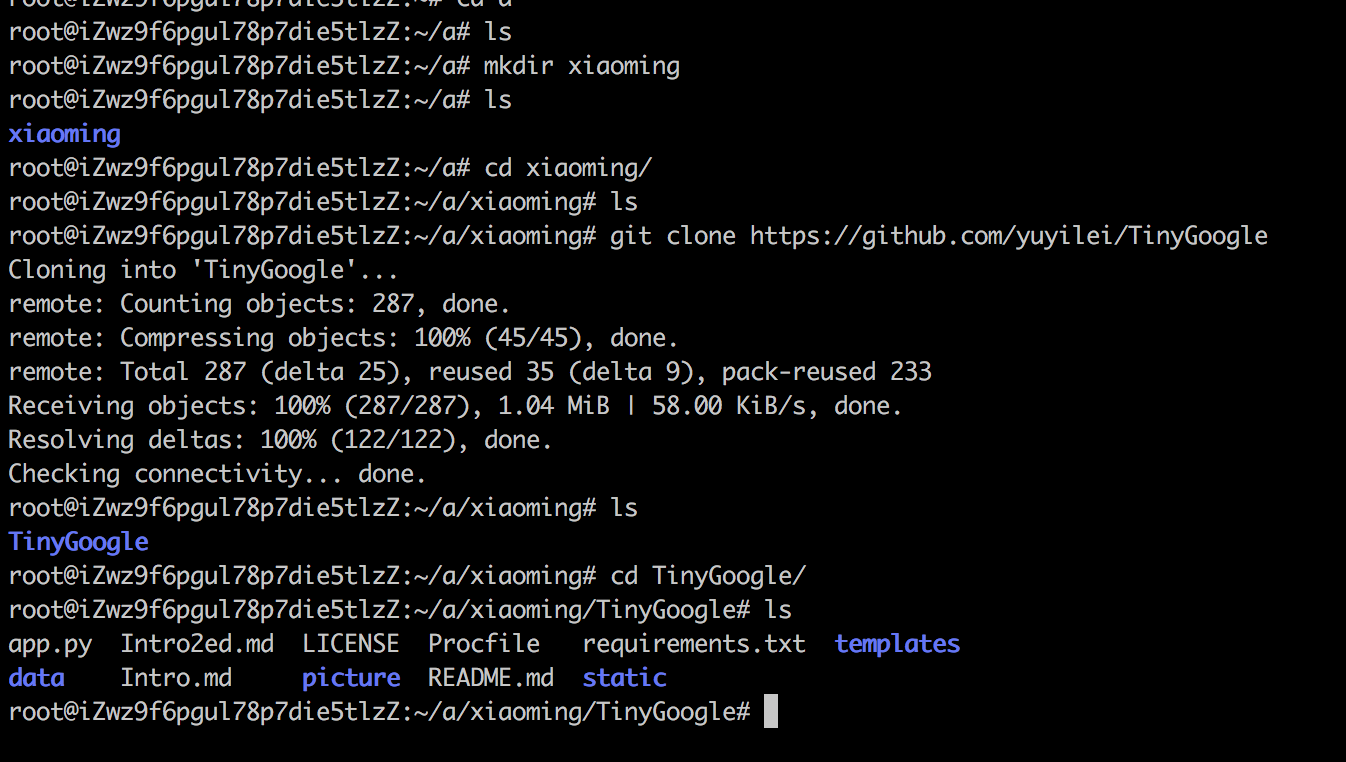 root@iZwz9f6pgul78p7die5tlzZ:~# cd a
root@iZwz9f6pgul78p7die5tlzZ:~/a# ls
root@iZwz9f6pgul78p7die5tlzZ:~/a# mkdir xiaoming
root@iZwz9f6pgul78p7die5tlzZ:~/a# ls
xiaoming
root@iZwz9f6pgul78p7die5tlzZ:~/a# cd xiaoming/
root@iZwz9f6pgul78p7die5tlzZ:~/a/xiaoming# ls
root@iZwz9f6pgul78p7die5tlzZ:~/a/xiaoming# git clone https://github.com/yuyilei/TinyGoogle
Cloning into 'TinyGoogle'...
remote: Counting objects: 287, done.
remote: Compressing objects: 100% (45/45), done.
remote: Total 287 (delta 25), reused 35 (delta 9), pack-reused 233
Receiving objects: 100% (287/287), 1.04 MiB | 58.00 KiB/s, done.
Resolving deltas: 100% (122/122), done.
Checking connectivity... done.
root@iZwz9f6pgul78p7die5tlzZ:~/a/xiaoming# ls
TinyGoogle
root@iZwz9f6pgul78p7die5tlzZ:~/a/xiaoming# cd TinyGoogle/
root@iZwz9f6pgul78p7die5tlzZ:~/a/xiaoming/TinyGoogle# ls
app.py  Intro2ed.md  LICENSE  Procfile   requirements.txt  templates
data    Intro.md     picture  README.md  static
root@iZwz9f6pgul78p7die5tlzZ:~/a/xiaoming/TinyGoogle#